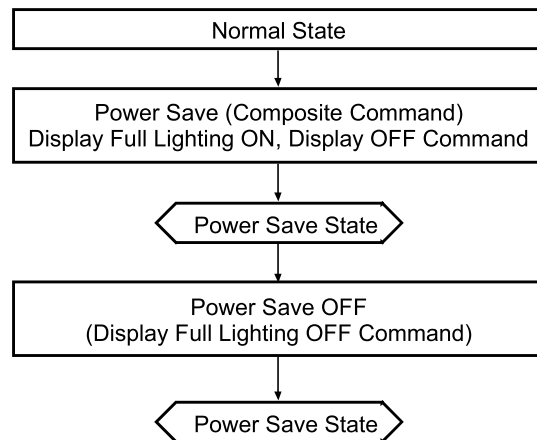 Normal State
Power Save (Composite Command)
Display Full Lighting ON, Display OFF Command
Power Save State
Power Save OFF
(Display Full Lighting OFF Command)
Power Save State